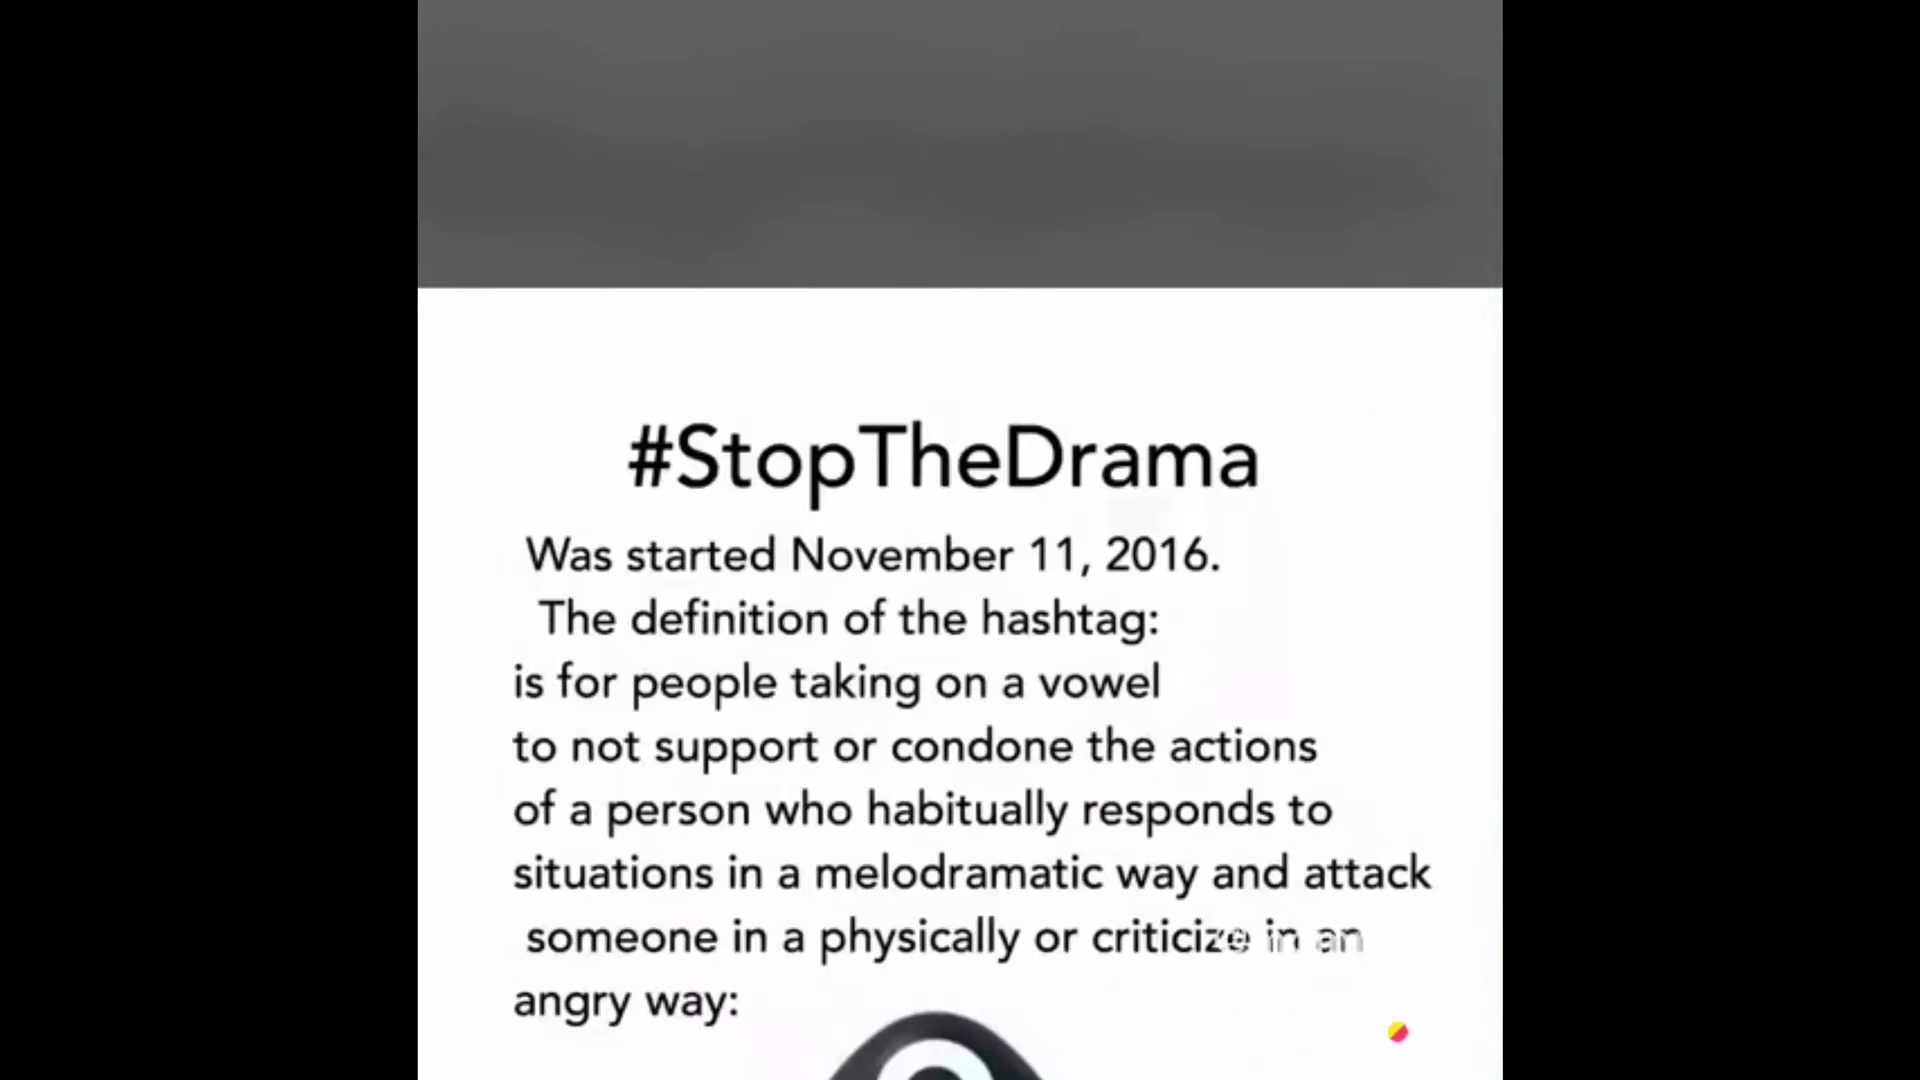 #StopTheDrama
Was started November 11, 2016.
The definition of the hashtag:
is for people taking on a vowel
to not support or condone the actions
of a person who habitually responds to
situations in a melodramatic way and attack
someone in a physically or criticize in an
angry way: